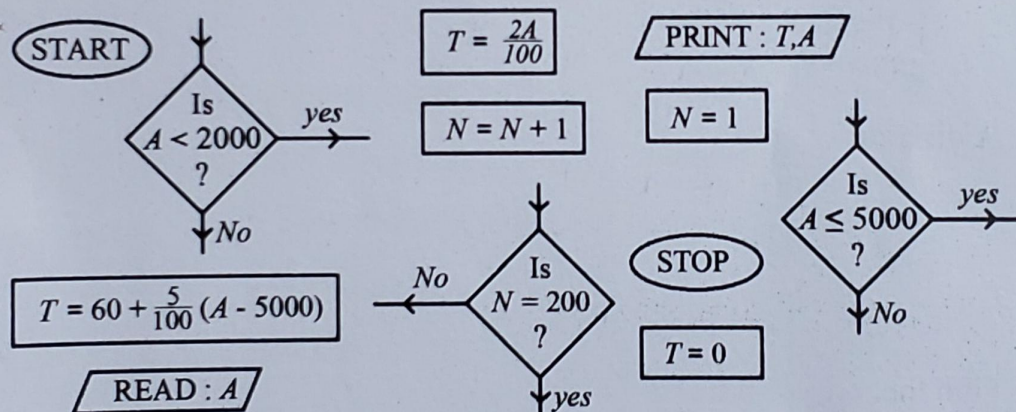 START
Is
A < 2000
?
yes
No
T = 2A/100
N = N + 1
PRINT : T,A
N = 1
Is
A ≤ 5000
?
yes
No
T = 60 + 5/100 (A - 5000)
READ : A
No
Is
N = 200
?
yes
STOP
T = 0